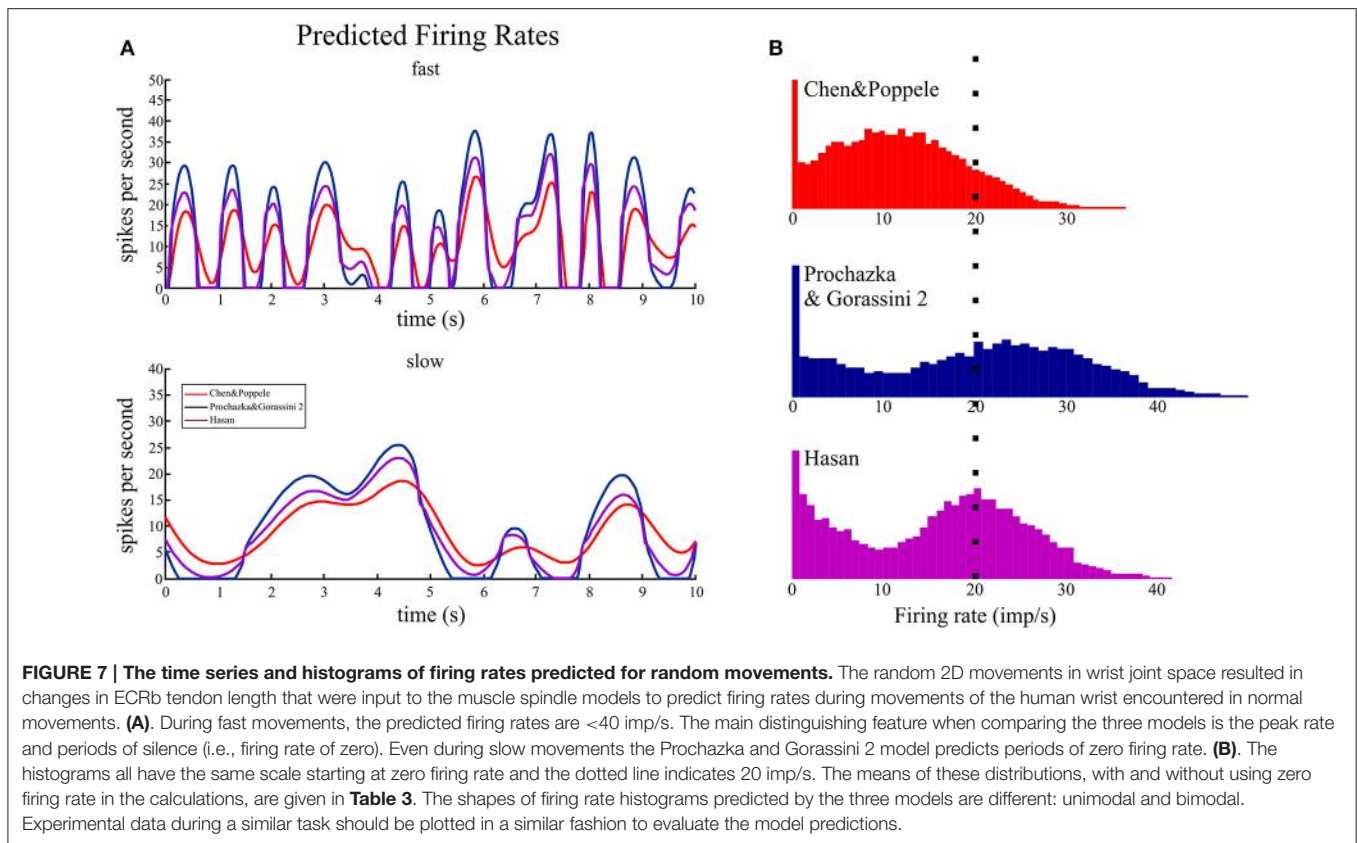 Predicted Firing Rates
A
fast
50
45
40
35
30
25
20
15
10
5
0
spikes per second
0 1 2 3 4 5 6 7 8 9 10
time (s)
slow
40
35
30
25
20
15
10
5
0
spikes per second
Chen&Poppele
Prochazka&Gorassini 2
Hasan
0 1 2 3 4 5 6 7 8 9 10
time (s)
B
Chen&Poppele
0 10 20 30
Prochazka
& Gorassini 2
0 10 20 30 40
Hasan
0 10 20 30 40
Firing rate (imp/s)
FIGURE 7 | The time series and histograms of firing rates predicted for random movements. The random 2D movements in wrist joint space resulted in
changes in ECRb tendon length that were input to the muscle spindle models to predict firing rates during movements of the human wrist encountered in normal
movements. (A). During fast movements, the predicted firing rates are <40 imp/s. The main distinguishing feature when comparing the three models is the peak rate
and periods of silence (i.e., firing rate of zero). Even during slow movements the Prochazka and Gorassini 2 model predicts periods of zero firing rate. (B). The
histograms all have the same scale starting at zero firing rate and the dotted line indicates 20 imp/s. The means of these distributions, with and without using zero
firing rate in the calculations, are given in Table 3. The shapes of firing rate histograms predicted by the three models are different: unimodal and bimodal.
Experimental data during a similar task should be plotted in a similar fashion to evaluate the model predictions.